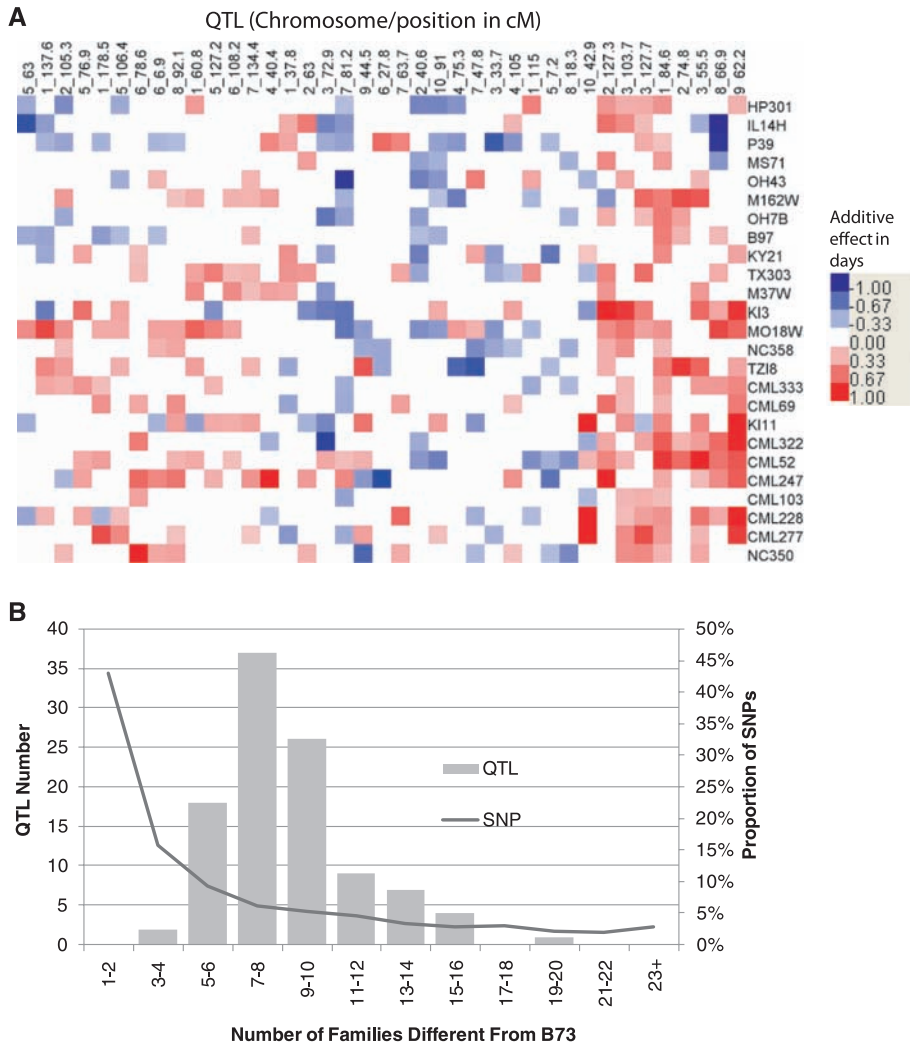 A
QTL (Chromosome/position in cM)
5_63
1_137.6
2_105.3
5_76.9
1_178.5
5_106.4
6_78.6
6_6.9
8_92.1
1_60.8
5_127.2
6_108.2
7_134.4
4_40.4
1_37.8
2_63
3_72.9
7_81.2
9_44.5
6_27.8
7_63.7
2_40.6
10_91
4_75.3
7_47.8
3_33.7
4_105
1_115
5_7.2
8_18.3
10_42.9
2_127.3
3_103.7
3_127.7
1_84.6
2_74.8
3_55.5
8_66.9
9_62.2
HP301
IL14H
P39
MS71
OH43
M162W
OH7B
B97
KY21
TX303
M37W
KI3
MO18W
NC358
TZI8
CML333
CML69
KI11
CML322
CML52
CML247
CML103
CML228
CML277
NC350
Additive
effect in
days
-1.00
-0.67
-0.33
0.00
0.33
0.67
1.00
B
40
35
30
25
20
15
10
5
0
QTL Number
50%
45%
40%
35%
30%
25%
20%
15%
10%
5%
0%
Proportion of SNPs
QTL
SNP
1-2
3-4
5-6
7-8
9-10
11-12
13-14
15-16
17-18
19-20
21-22
23+
Number of Families Different From B73